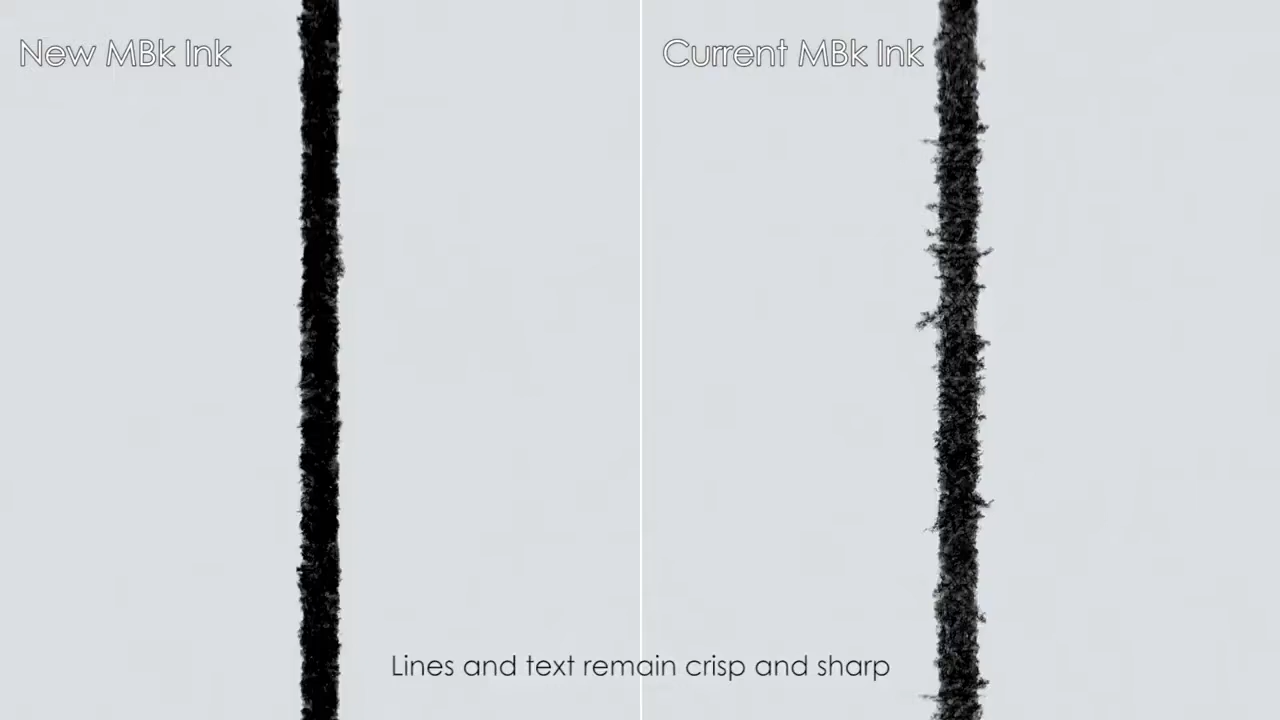 New MBk Ink
Current MBk Ink
Lines and text remain crisp and sharp